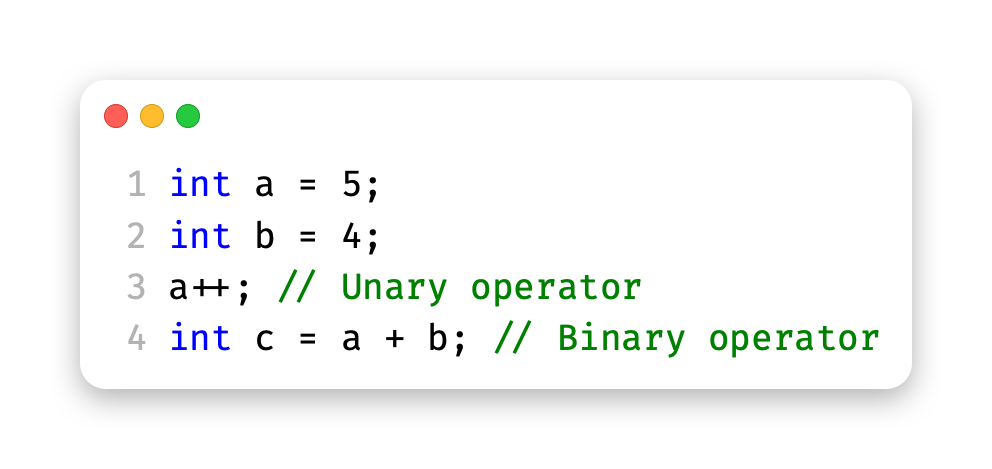 1 int a = 5;
2 int b = 4;
3 a++; // Unary operator
4 int c = a + b; // Binary operator